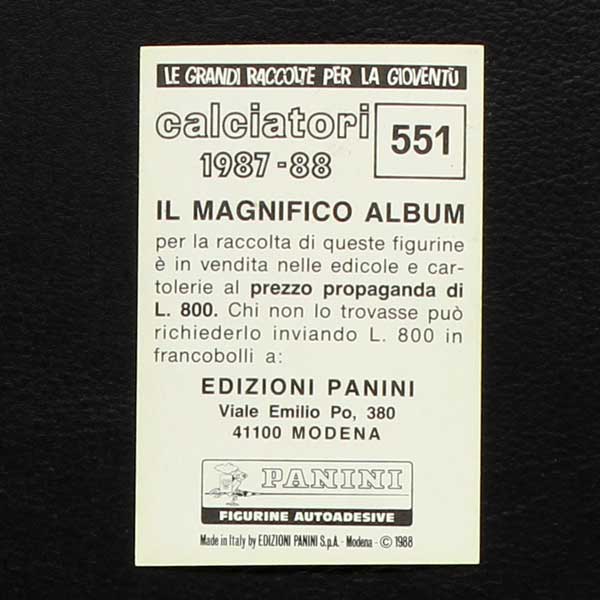 LE GRANDI RACCOLTE PER LA GIOVENTÙ
calciatori
1987-88
551
IL MAGNIFICO ALBUM
per la raccolta di queste figurine
è in vendita nelle edicole e car-
tolerie al prezzo propaganda di
L. 800. Chi non lo trovasse può
richiederlo inviando L. 800 in
francobolli a:
EDIZIONI PANINI
Viale Emilio Po, 380
41100 MODENA
PANINI
FIGURINE AUTOADESIVE
Made in Italy by EDIZIONI PANINI S.p.A. - Modena - © 1988